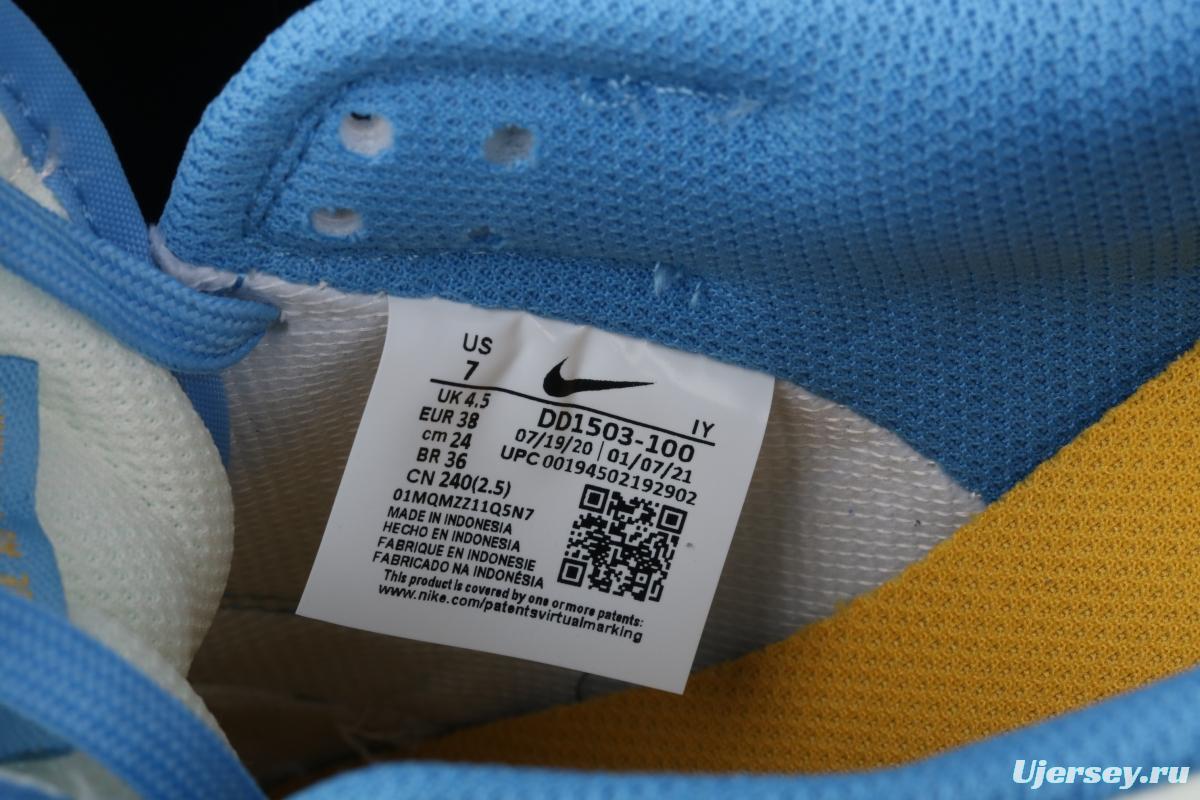 US
7
UK 4.5
EUR 38
cm 24
BR 36
CN 240(2.5)
IY
DD1503-100
07/19/20 | 01/07/21
UPC 00194502192902
01MQMZZ11Q5N7
MADE IN INDONESIA
HECHO EN INDONESIA
FABRIQUE EN INDONESIE
FABRICADO NA INDONÉSIA
This product is covered by one or more patents:
www.nike.com/patentsvirtualmarking
Ujersey.ru